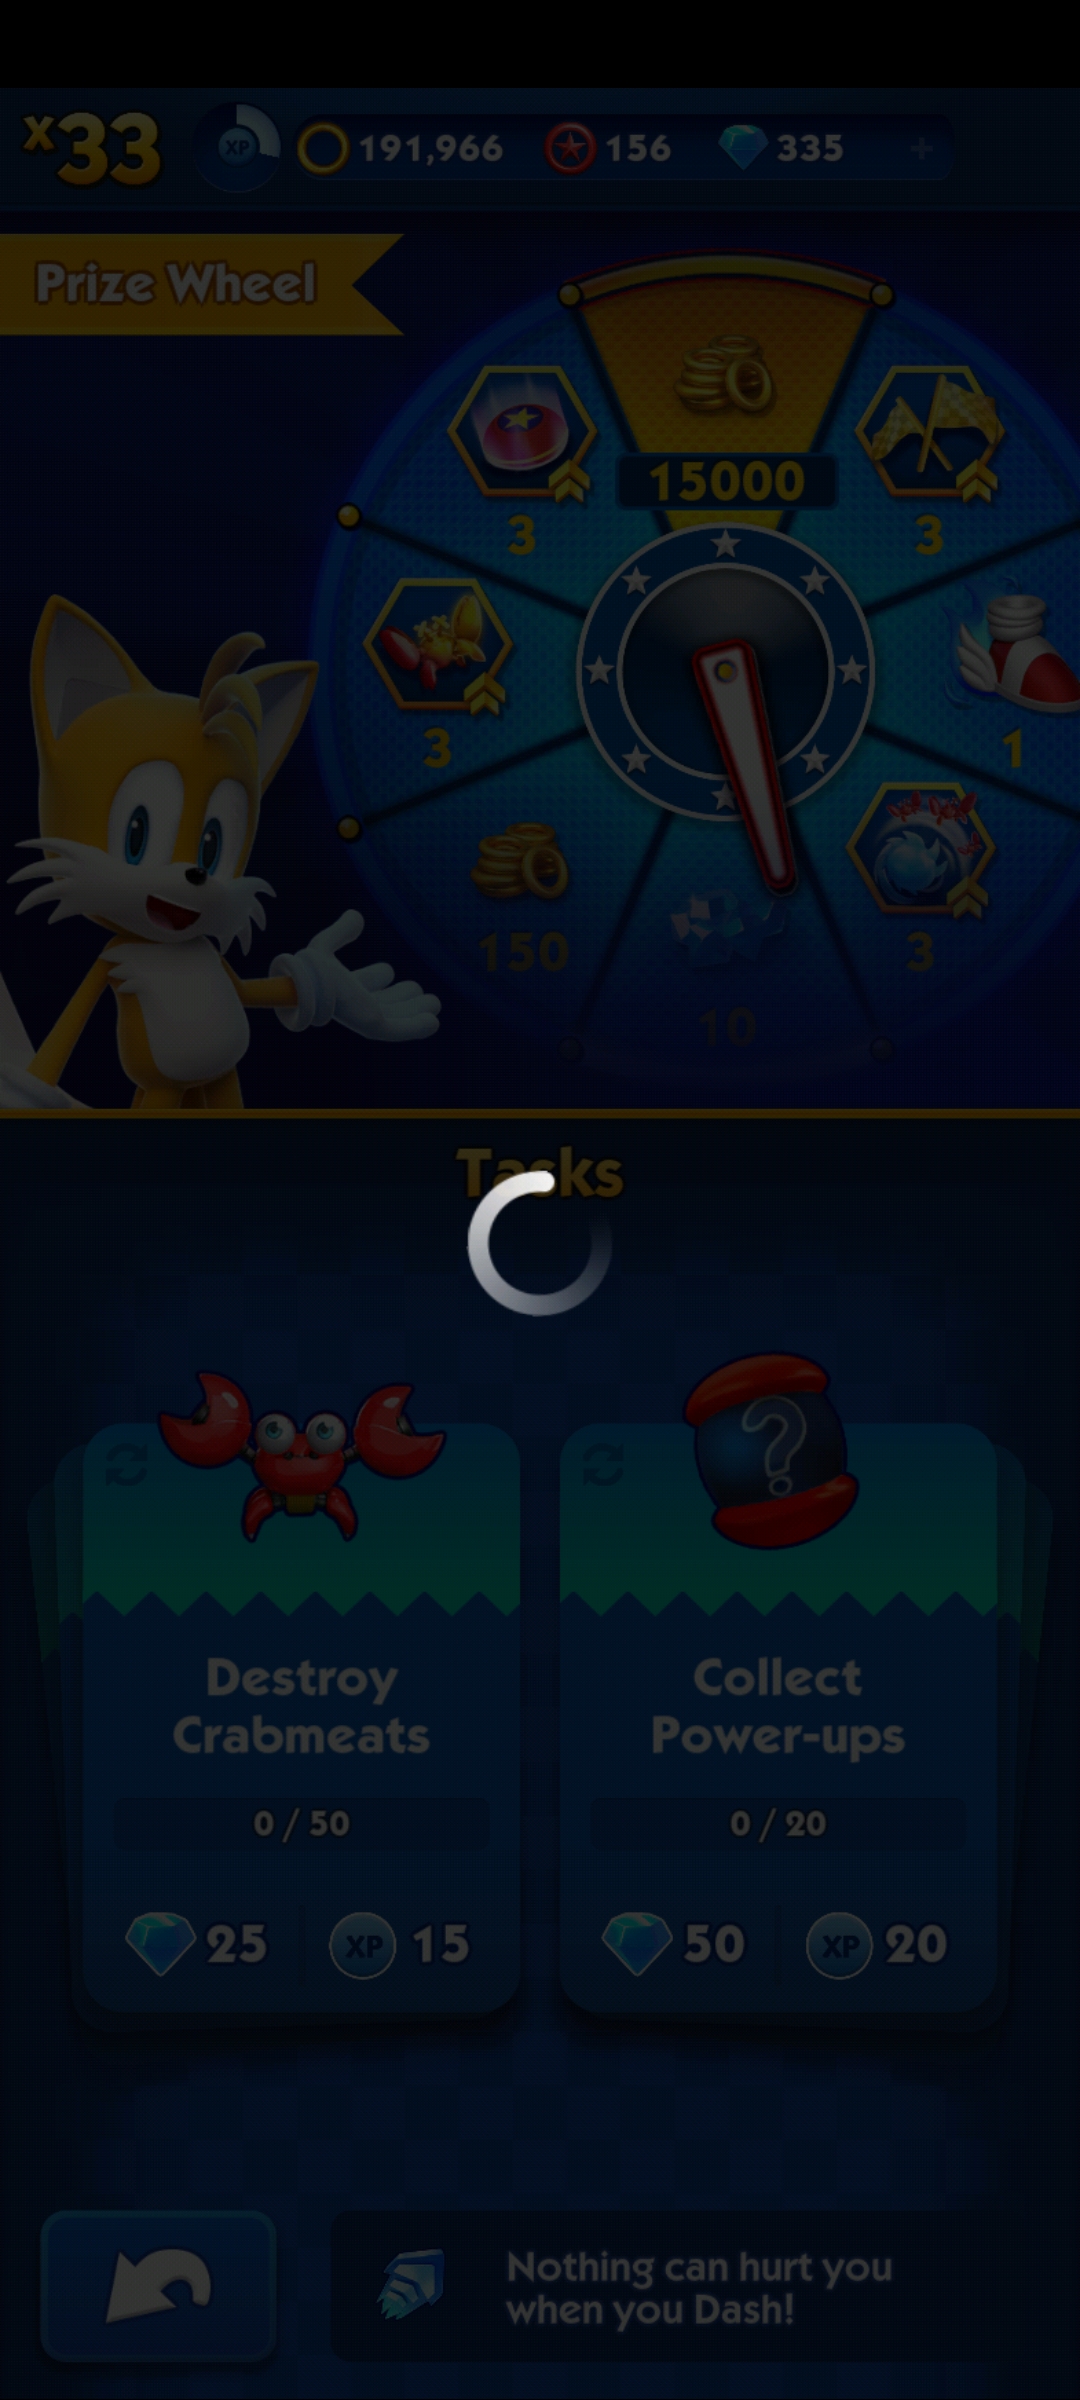 x33 XP 191,966 156 335 +
Prize Wheel
15000
3 3
3 1
150 3
10
Tasks
Destroy
Crabmeats
0 / 50
25 XP 15
Collect
Power-ups
0 / 20
50 XP 20
Nothing can hurt you
when you Dash!